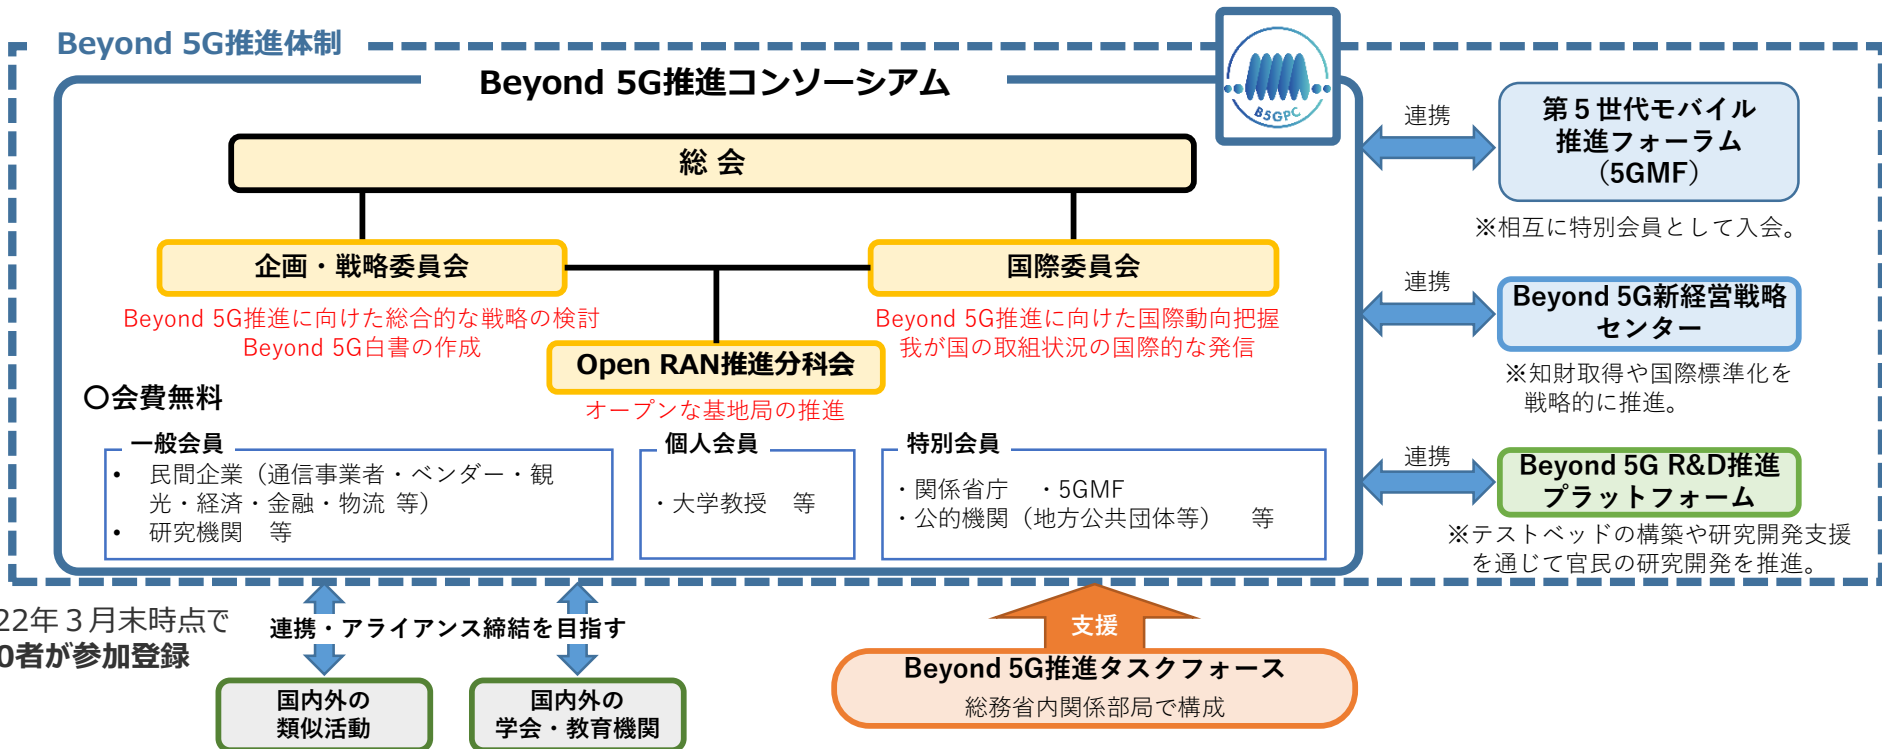 Beyond 5G推進体制
Beyond 5G推進コンソーシアム
B5GPC
総 会
企画・戦略委員会
国際委員会
Beyond 5G推進に向けた総合的な戦略の検討
Beyond 5G白書の作成
Beyond 5G推進に向けた国際動向把握
我が国の取組状況の国際的な発信
Open RAN推進分科会
オープンな基地局の推進
〇会費無料
一般会員
• 民間企業（通信事業者・ベンダー・観
光・経済・金融・物流 等）
• 研究機関　等
個人会員
・大学教授　等
特別会員
・関係省庁　・5GMF
・公的機関（地方公共団体等）　等
連携
第５世代モバイル
推進フォーラム
（5GMF）
※相互に特別会員として入会。
連携
Beyond 5G新経営戦略
センター
※知財取得や国際標準化を
戦略的に推進。
連携
Beyond 5G R&D推進
プラットフォーム
※テストベッドの構築や研究開発支援
を通じて官民の研究開発を推進。
22年３月末時点で
0者が参加登録
連携・アライアンス締結を目指す
国内外の
類似活動
国内外の
学会・教育機関
支援
Beyond 5G推進タスクフォース
総務省内関係部局で構成